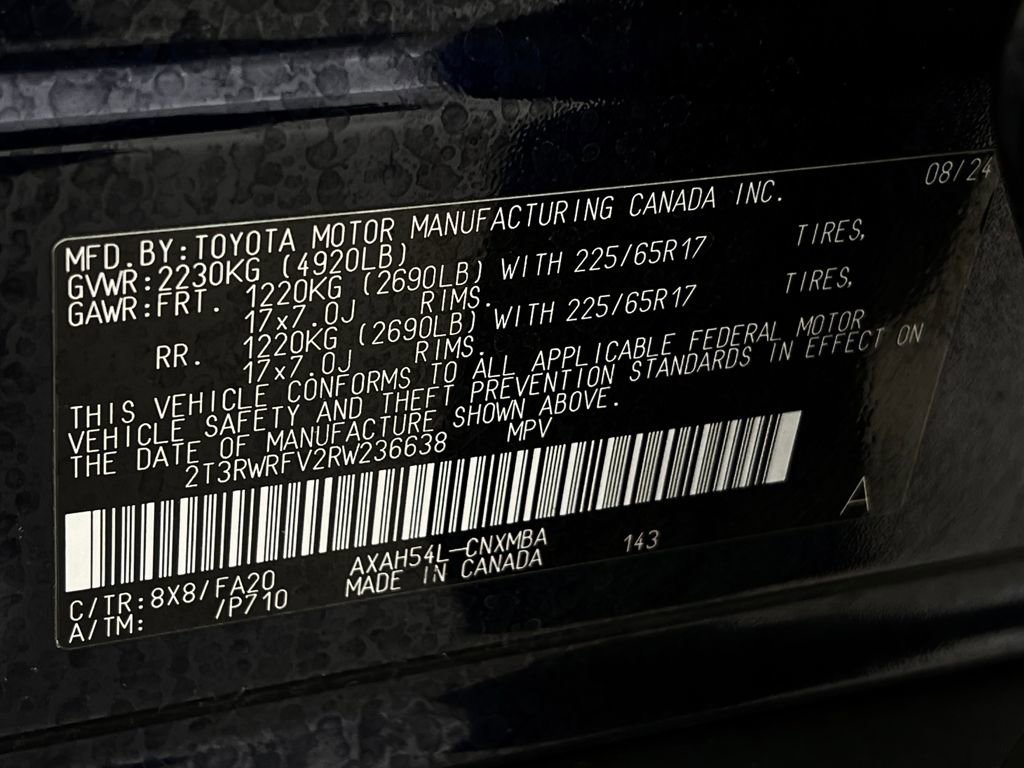 08/24
MFD.BY:TOYOTA MOTOR MANUFACTURING CANADA INC.
GVWR:2230KG (4920LB)
GAWR:FRT. 1220KG (2690LB) WITH 225/65R17 TIRES,
17x7.0J RIMS.
RR. 1220KG (2690LB) WITH 225/65R17 TIRES,
17x7.0J RIMS.
THIS VEHICLE CONFORMS TO ALL APPLICABLE FEDERAL MOTOR
VEHICLE SAFETY AND THEFT PREVENTION STANDARDS IN EFFECT ON
THE DATE OF MANUFACTURE SHOWN ABOVE.
2T3RWRFV2RW236638 MPV
A
C/TR:8X8/FA20 AXAH54L-CNXMBA 143
A/TM: /P710 MADE IN CANADA